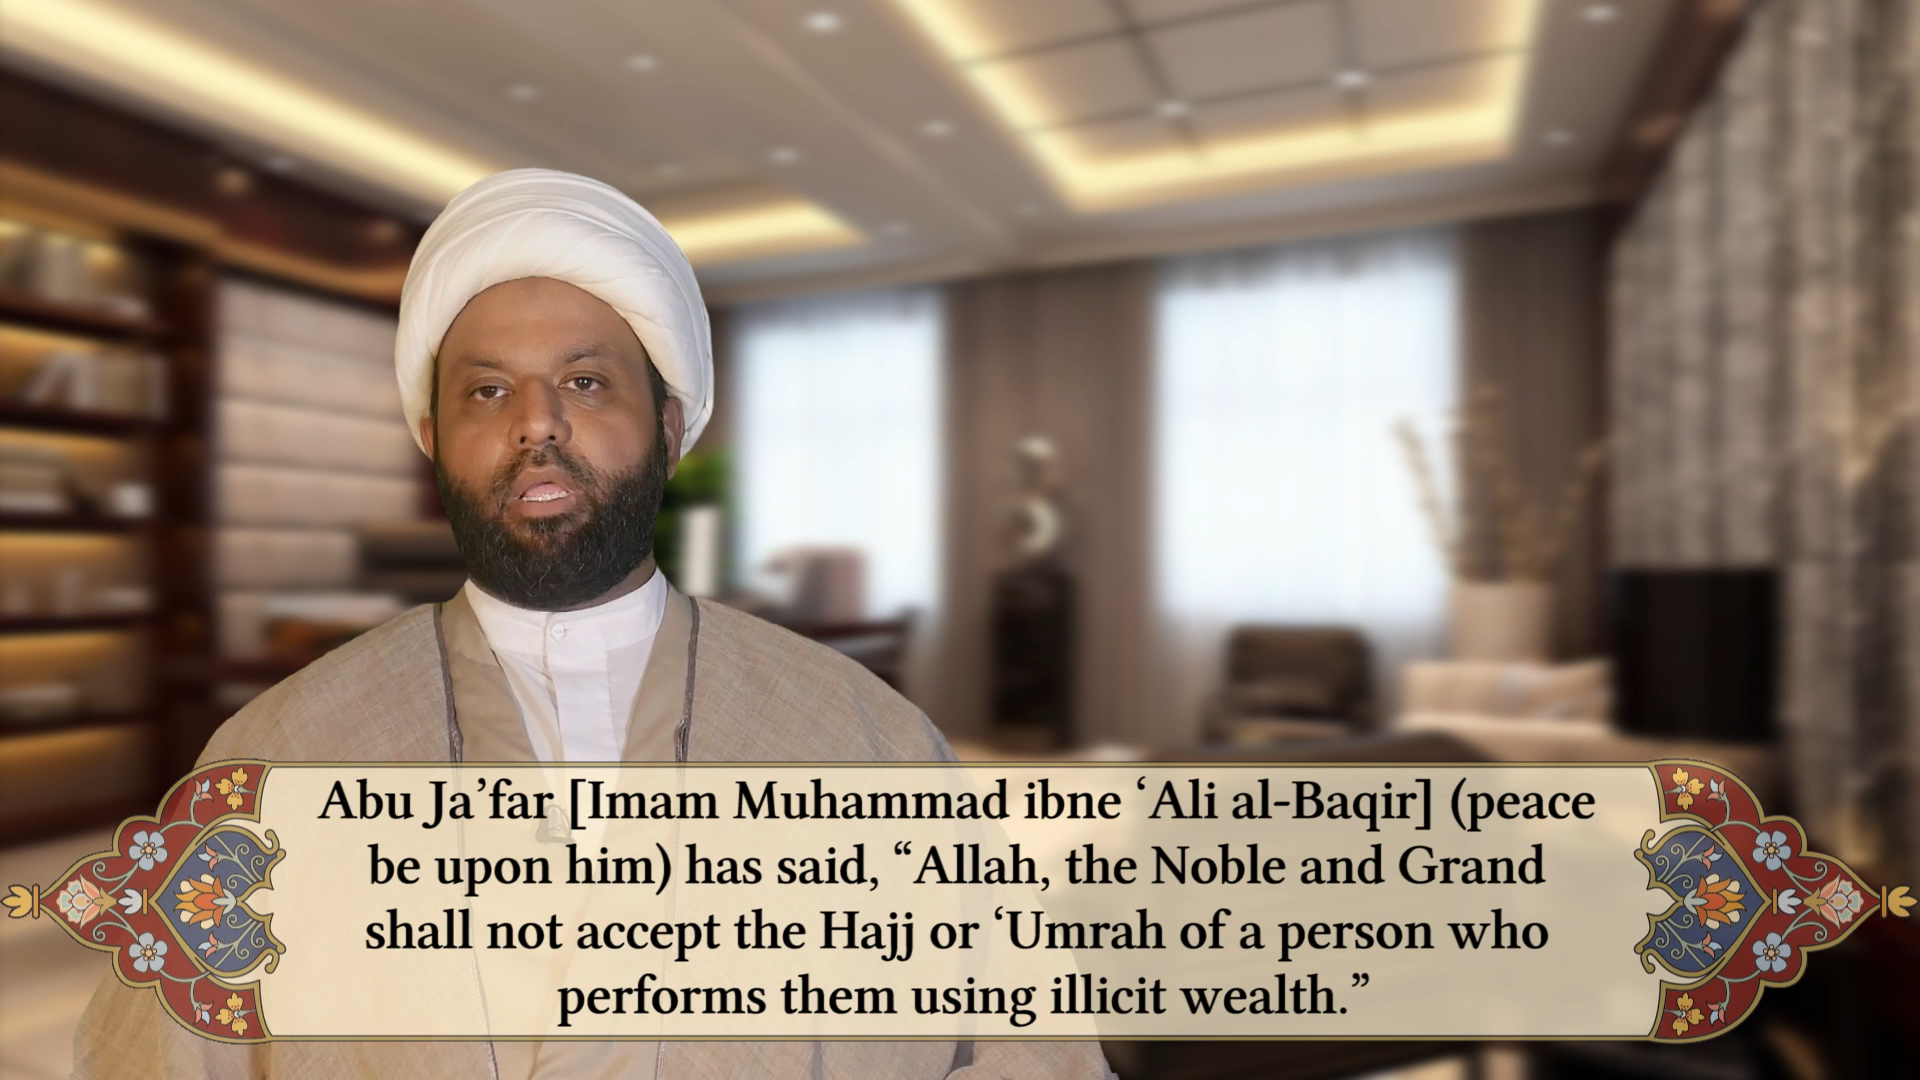 Abu Ja’far [Imam Muhammad ibne ‘Ali al-Baqir] (peace
be upon him) has said, “Allah, the Noble and Grand
shall not accept the Hajj or ‘Umrah of a person who
performs them using illicit wealth.”